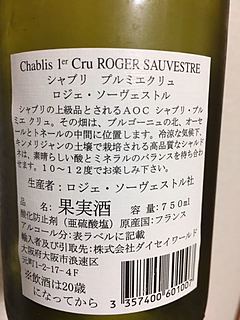 Chablis 1er Cru ROGER SAUVESTRE
シャブリ プルミエクリュ
ロジェ・ソーヴェストル
シャブリの上級品とされるAOC シャブリ・プル
ミエ クリュ。その畑は、ブルゴーニュの北、オーセ
ールとトネールの中間に位置します。冷涼な気候下、
キンメリジャンの土壌で栽培される高品質なシャルド
ネは、素晴らしい酸とミネラルのバランスを持ち合わ
せます。10~12度でお楽しみ下さい。
生産者:ロジェ・ソーヴェストル社
果実酒 容量:750ml
酸化防止剤(亜硫酸塩) 原産国:フランス
アルコール分:表ラベルに記載
輸入者及び引取先:株式会社ダイセイワールド
大阪府大阪市浪速区
元町1-2-17-4F
※飲酒は20歳
になってから
3 357400 601007